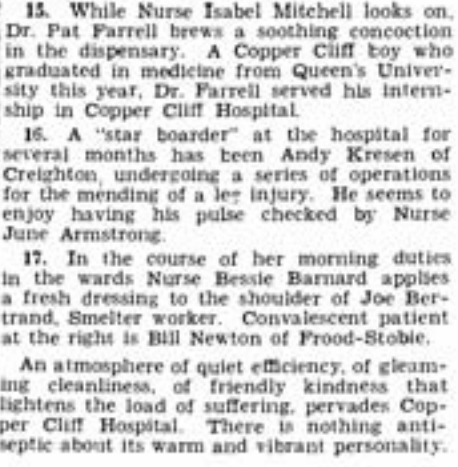 15. While Nurse Isabel Mitchell looks on,
Dr. Pat Farrell brews a soothing concoction
in the dispensary. A Copper Cliff boy who
graduated in medicine from Queen's Univer-
sity this year, Dr. Farrell served his intern-
ship in Copper Cliff Hospital.
16. A "star boarder" at the hospital for
several months has been Andy Kresen of
Creighton, undergoing a series of operations
for the mending of a leg injury. He seems to
enjoy having his pulse checked by Nurse
June Armstrong.
17. In the course of her morning duties
in the wards Nurse Bessie Barnard applies
a fresh dressing to the shoulder of Joe Ber-
trand, Smelter worker. Convalescent patient
at the right is Bill Newton of Frood-Stobie.
An atmosphere of quiet efficiency, of gleam-
ing cleanliness, of friendly kindness that
lightens the load of suffering, pervades Cop-
per Cliff Hospital. There is nothing anti-
septic about its warm and vibrant personality.